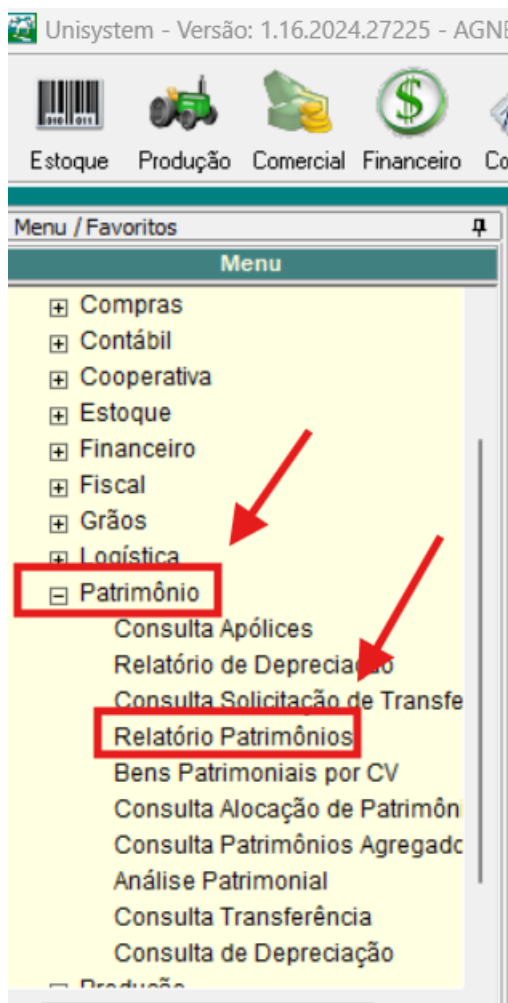 Unisystem - Versão: 1.16.2024.27225 - AGNE
Estoque Produção Comercial Financeiro Co
Menu / Favoritos
Menu
Compras
Contábil
Cooperativa
Estoque
Financeiro
Fiscal
Grãos
Logística
Patrimônio
Consulta Apólices
Relatório de Depreciação
Consulta Solicitação de Transfe
Relatório Patrimônios
Bens Patrimoniais por CV
Consulta Alocação de Patrimôni
Consulta Patrimônios Agregado
Análise Patrimonial
Consulta Transferência
Consulta de Depreciação
Produção